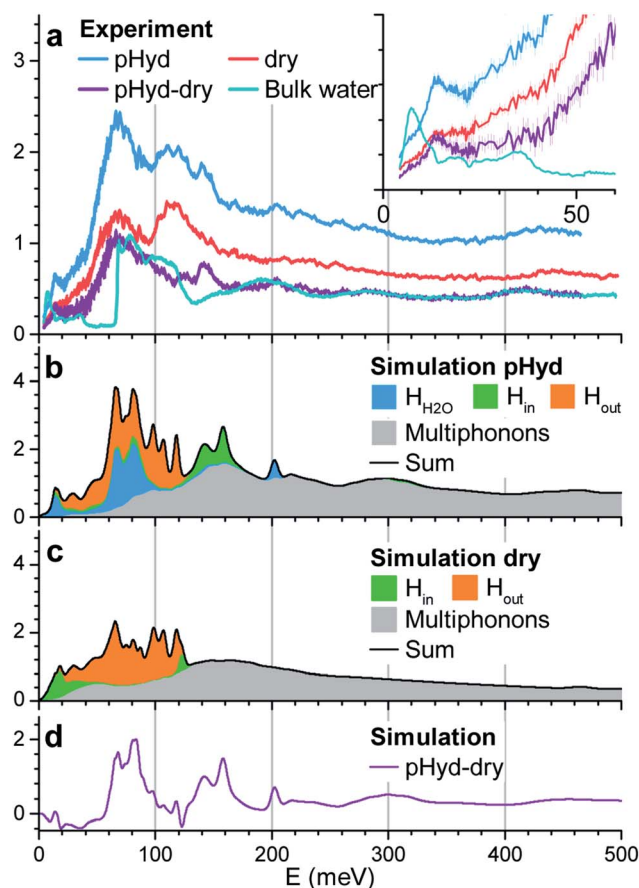 a
Experiment
pHyd
dry
pHyd-dry
Bulk water
3
2
1
0
0
50
b
Simulation pHyd
H_H2O
H_in
H_out
Multiphonons
Sum
4
2
0
c
Simulation dry
H_in
H_out
Multiphonons
Sum
4
2
0
d
Simulation
pHyd-dry
2
0
0
100
200
300
400
500
E (meV)